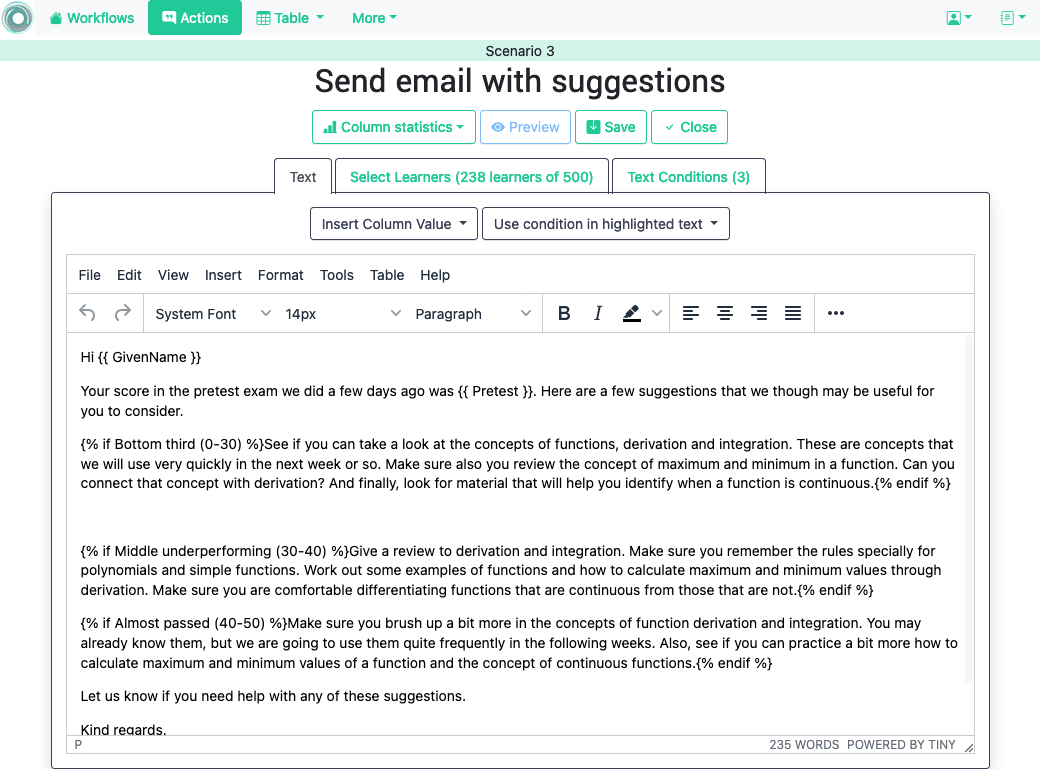 Workflows Actions Table More
Scenario 3
Send email with suggestions
Column statistics Preview Save Close
Text Select Learners (238 learners of 500) Text Conditions (3)
Insert Column Value Use condition in highlighted text
File Edit View Insert Format Tools Table Help
System Font 14px Paragraph B I
Hi {{ GivenName }}
Your score in the pretest exam we did a few days ago was {{ Pretest }}. Here are a few suggestions that we though may be useful for
you to consider.
{% if Bottom third (0-30) %}See if you can take a look at the concepts of functions, derivation and integration. These are concepts that
we will use very quickly in the next week or so. Make sure also you review the concept of maximum and minimum in a function. Can you
connect that concept with derivation? And finally, look for material that will help you identify when a function is continuous.{% endif %}
{% if Middle underperforming (30-40) %}Give a review to derivation and integration. Make sure you remember the rules specially for
polynomials and simple functions. Work out some examples of functions and how to calculate maximum and minimum values through
derivation. Make sure you are comfortable differentiating functions that are continuous from those that are not.{% endif %}
{% if Almost passed (40-50) %}Make sure you brush up a bit more in the concepts of function derivation and integration. You may
already know them, but we are going to use them quite frequently in the following weeks. Also, see if you can practice a bit more how to
calculate maximum and minimum values of a function and the concept of continuous functions.{% endif %}
Let us know if you need help with any of these suggestions.
Kind regards.
P 235 WORDS POWERED BY TINY